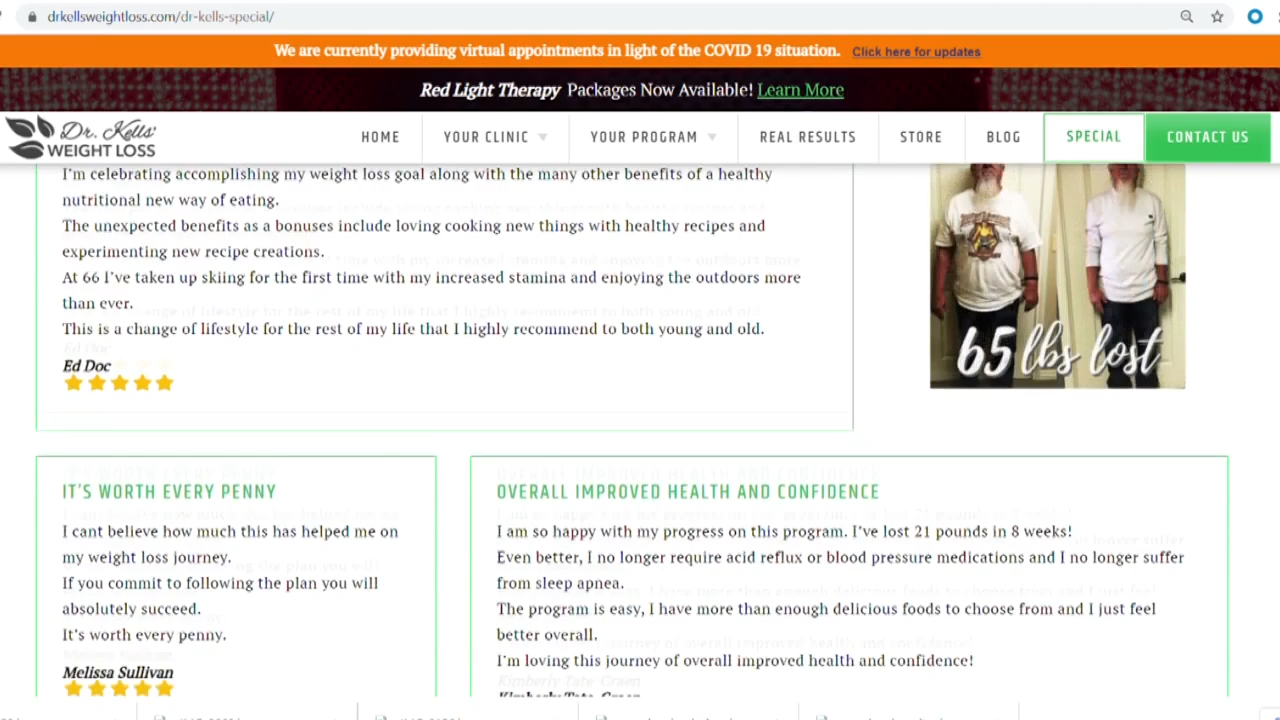 drkellsweightloss.com/dr-kells-special/
We are currently providing virtual appointments in light of the COVID 19 situation. Click here for updates
Red Light Therapy Packages Now Available! Learn More
Dr. Kells'
WEIGHT LOSS
HOME YOUR CLINIC YOUR PROGRAM REAL RESULTS STORE BLOG SPECIAL CONTACT US
I'm celebrating accomplishing my weight loss goal along with the many other benefits of a healthy
nutritional new way of eating.
The unexpected benefits as a bonuses include loving cooking new things with healthy recipes and
experimenting new recipe creations.
At 66 I've taken up skiing for the first time with my increased stamina and enjoying the outdoors more
than ever.
This is a change of lifestyle for the rest of my life that I highly recommend to both young and old.
Ed Doc
65 lbs lost
IT'S WORTH EVERY PENNY
I cant believe how much this has helped me on
my weight loss journey.
If you commit to following the plan you will
absolutely succeed.
It's worth every penny.
Melissa Sullivan
OVERALL IMPROVED HEALTH AND CONFIDENCE
I am so happy with my progress on this program. I've lost 21 pounds in 8 weeks!
Even better, I no longer require acid reflux or blood pressure medications and I no longer suffer
from sleep apnea.
The program is easy, I have more than enough delicious foods to choose from and I just feel
better overall.
I'm loving this journey of overall improved health and confidence!
Kimberly Tate-Craen